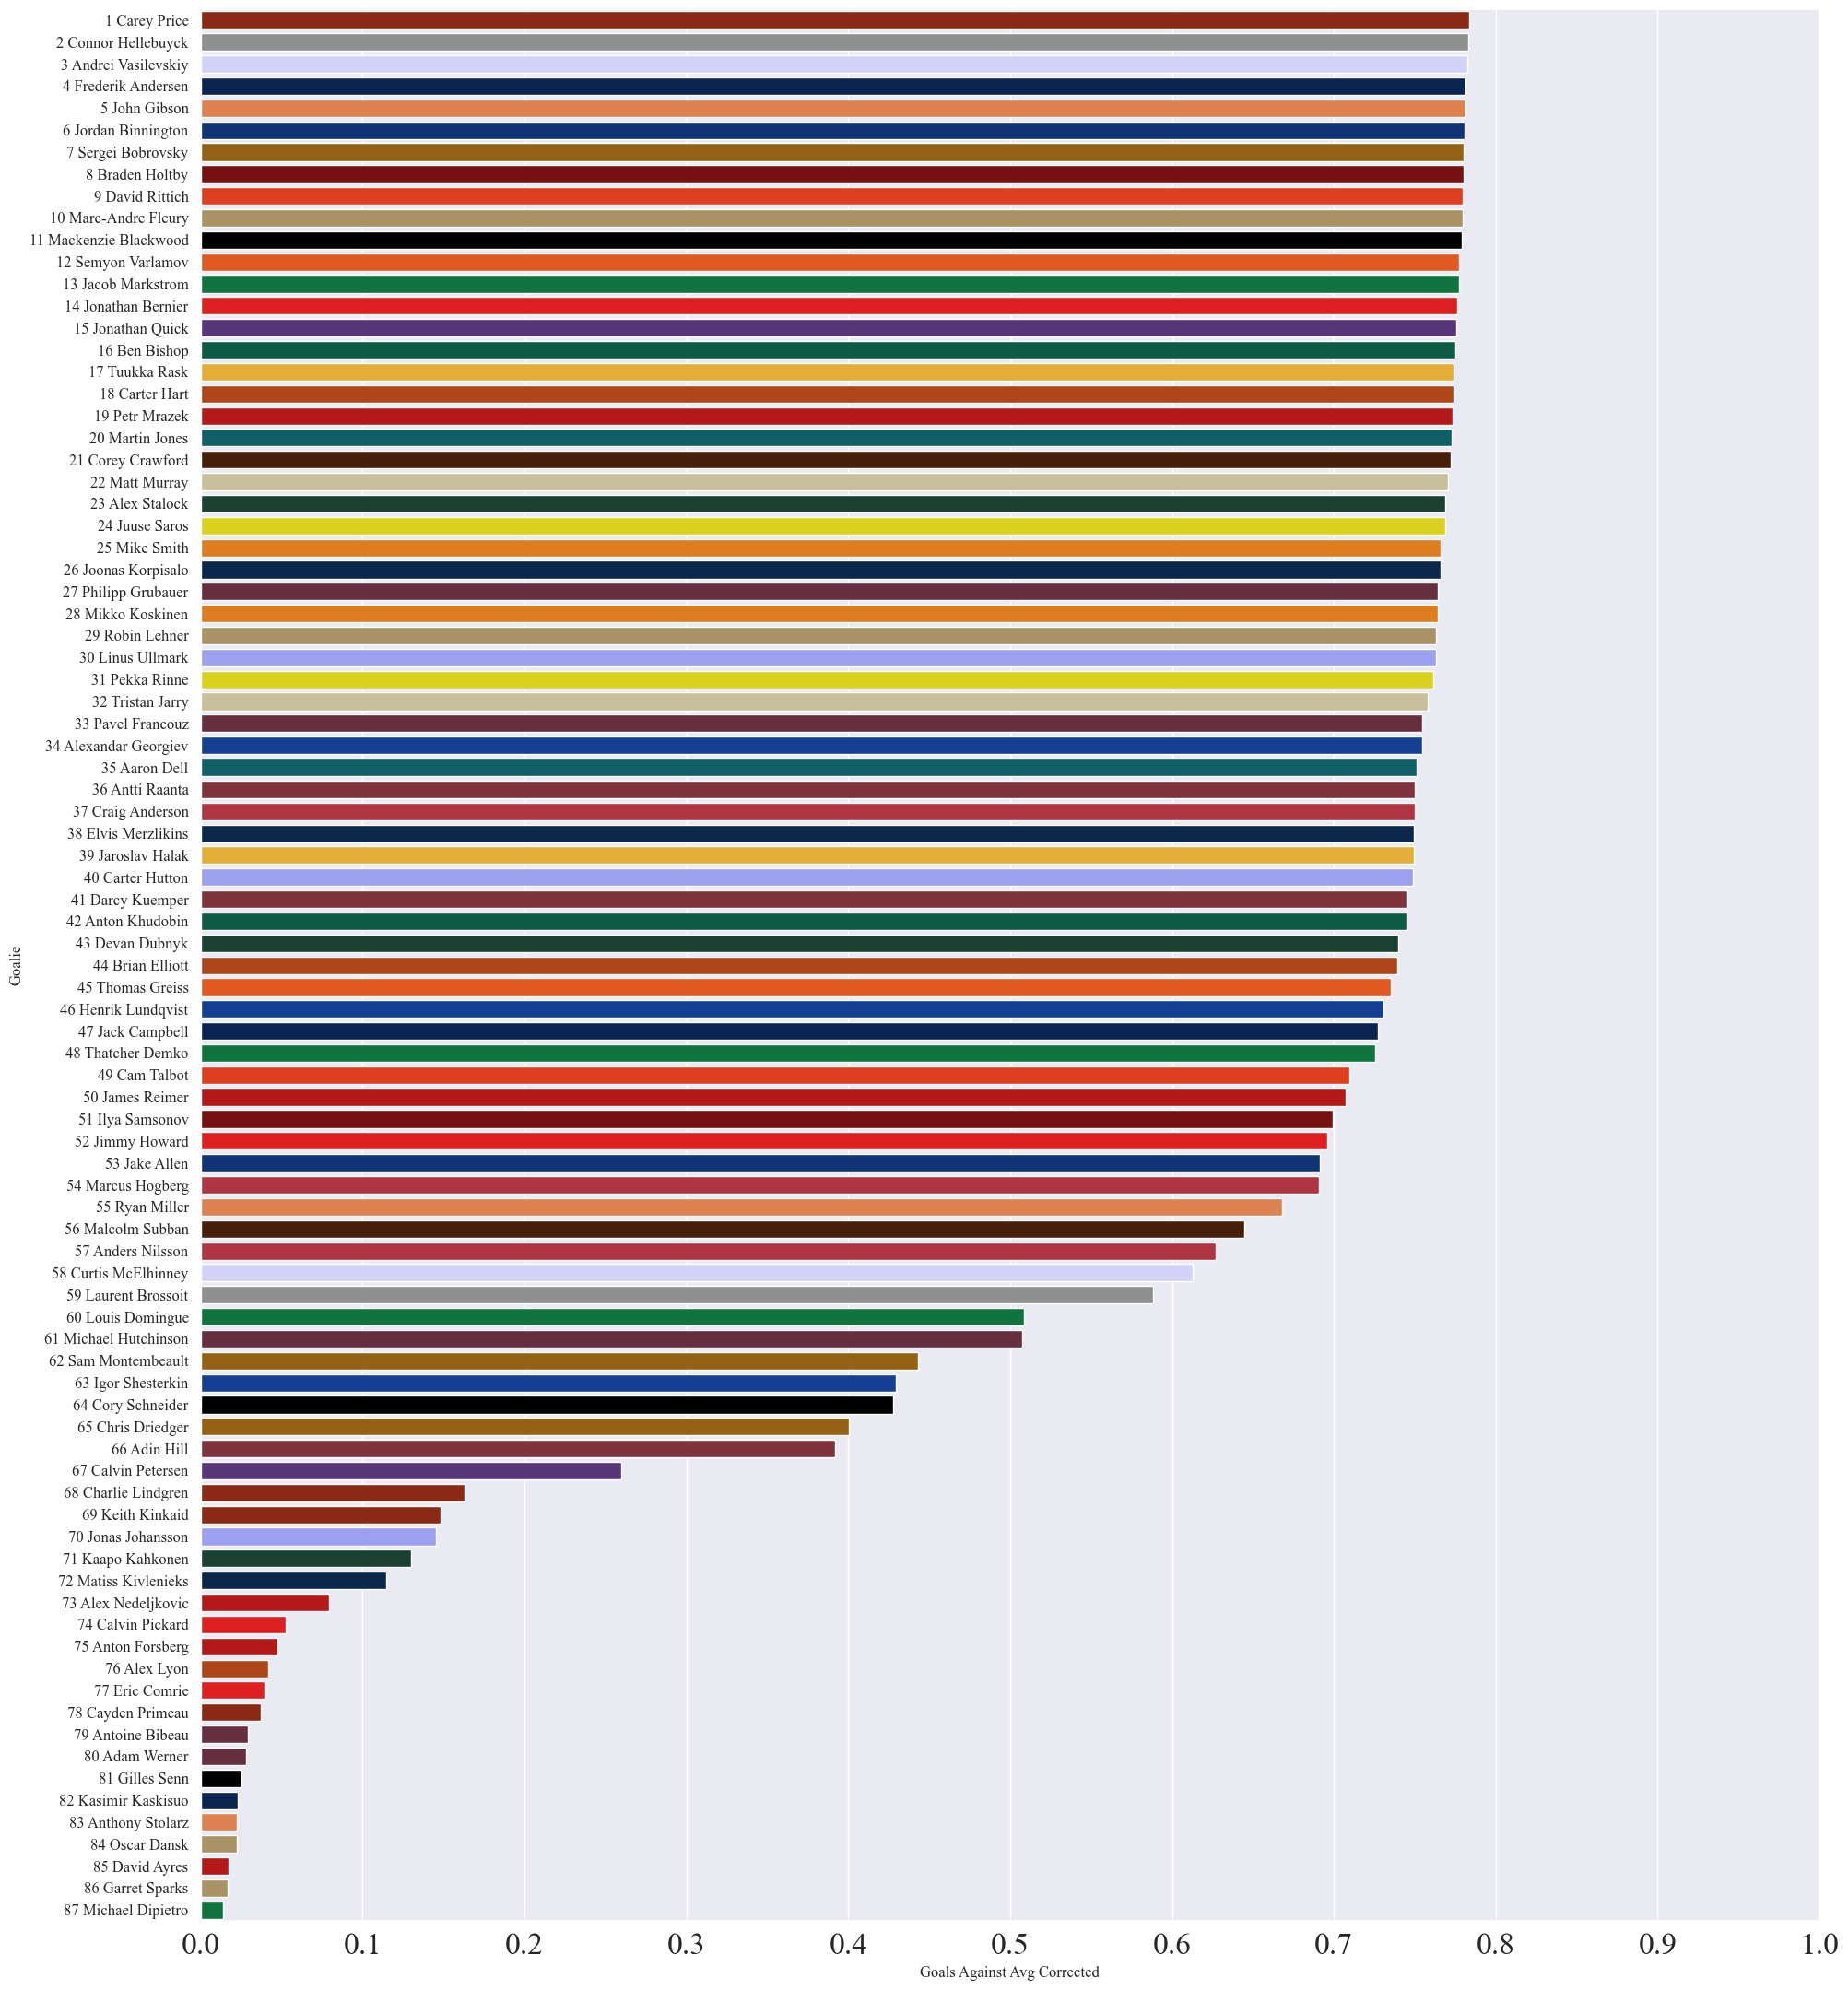 1 Carey Price
2 Connor Hellebuyck
3 Andrei Vasilevskiy
4 Frederik Andersen
5 John Gibson
6 Jordan Binnington
7 Sergei Bobrovsky
8 Braden Holtby
9 David Rittich
10 Marc-Andre Fleury
11 Mackenzie Blackwood
12 Semyon Varlamov
13 Jacob Markstrom
14 Jonathan Bernier
15 Jonathan Quick
16 Ben Bishop
17 Tuukka Rask
18 Carter Hart
19 Petr Mrazek
20 Martin Jones
21 Corey Crawford
22 Matt Murray
23 Alex Stalock
24 Juuse Saros
25 Mike Smith
26 Joonas Korpisalo
27 Philipp Grubauer
28 Mikko Koskinen
29 Robin Lehner
30 Linus Ullmark
31 Pekka Rinne
32 Tristan Jarry
33 Pavel Francouz
34 Alexandar Georgiev
35 Aaron Dell
36 Antti Raanta
37 Craig Anderson
38 Elvis Merzlikins
39 Jaroslav Halak
40 Carter Hutton
41 Darcy Kuemper
42 Anton Khudobin
43 Devan Dubnyk
44 Brian Elliott
45 Thomas Greiss
46 Henrik Lundqvist
47 Jack Campbell
48 Thatcher Demko
49 Cam Talbot
50 James Reimer
51 Ilya Samsonov
52 Jimmy Howard
53 Jake Allen
54 Marcus Hogberg
55 Ryan Miller
56 Malcolm Subban
57 Anders Nilsson
58 Curtis McElhinney
59 Laurent Brossoit
60 Louis Domingue
61 Michael Hutchinson
62 Sam Montembeault
63 Igor Shesterkin
64 Cory Schneider
65 Chris Driedger
66 Adin Hill
67 Calvin Petersen
68 Charlie Lindgren
69 Keith Kinkaid
70 Jonas Johansson
71 Kaapo Kahkonen
72 Matiss Kivlenieks
73 Alex Nedeljkovic
74 Calvin Pickard
75 Anton Forsberg
76 Alex Lyon
77 Eric Comrie
78 Cayden Primeau
79 Antoine Bibeau
80 Adam Werner
81 Gilles Senn
82 Kasimir Kaskisuo
83 Anthony Stolarz
84 Oscar Dansk
85 David Ayres
86 Garret Sparks
87 Michael Dipietro
Goalie
0.0 0.1 0.2 0.3 0.4 0.5 0.6 0.7 0.8 0.9 1.0
Goals Against Avg Corrected